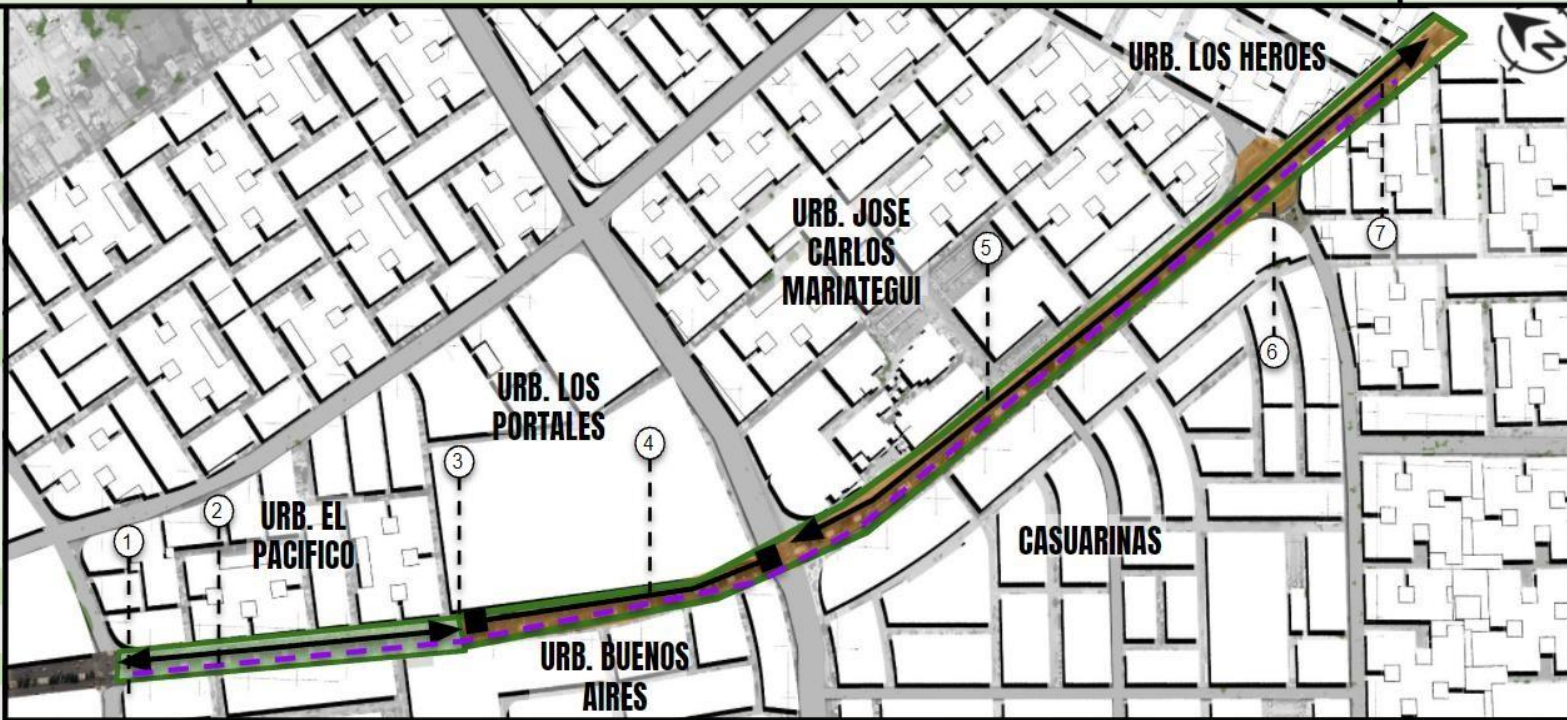 URB. LOS HEROES
N
URB. JOSE
CARLOS
MARIATEGUI
5
7
6
URB. LOS
PORTALES
3
4
2
1
URB. EL
PACIFICO
CASUARINAS
URB. BUENOS
AIRES